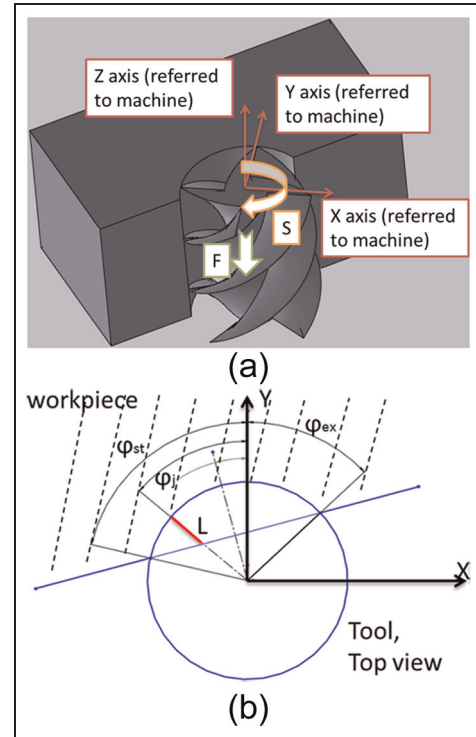 Z axis (referred
to machine)
Y axis (referred
to machine)
X axis (referred
to machine)
S
F
(a)
workpiece
Y
φst
φex
φj
L
X
Tool,
Top view
(b)